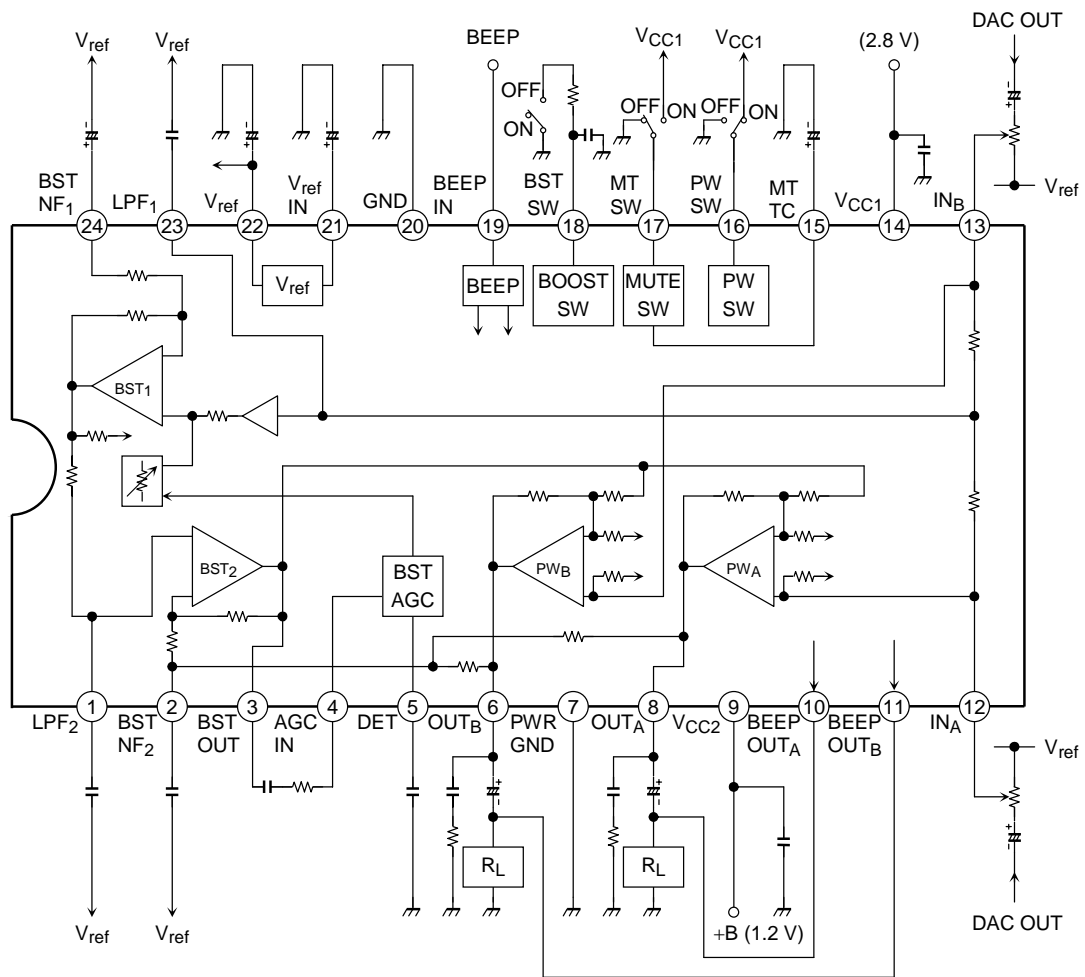 DAC OUT
Vref
Vref
BEEP
VCC1
VCC1
(2.8 V)
OFF
ON
OFF
ON
OFF
ON
Vref
BST NF1
LPF1
Vref
Vref IN
GND
BEEP IN
BST SW
MT SW
PW SW
MT TC
VCC1
INB
24
23
22
21
20
19
18
17
16
15
14
13
Vref
BEEP
BOOST SW
MUTE SW
PW SW
BST1
BST2
BST AGC
PWB
PWA
1
2
3
4
5
6
7
8
9
10
11
12
LPF2
BST NF2
BST OUT
AGC IN
DET
OUTB
PWR GND
OUTA
VCC2
BEEP OUTA
BEEP OUTB
INA
Vref
RL
RL
Vref
Vref
+B (1.2 V)
DAC OUT